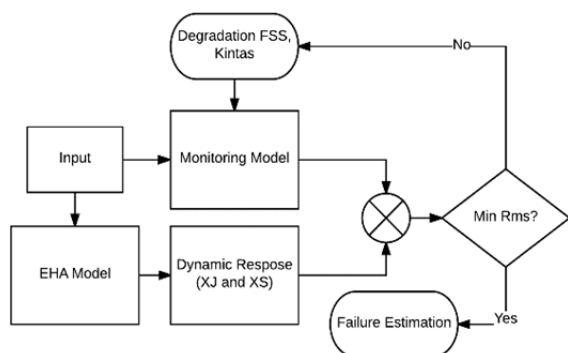 Degradation FSS,
Kintas
No
Input
Monitoring Model
Min Rms?
EHA Model
Dynamic Respose
(XJ and XS)
Failure Estimation
Yes